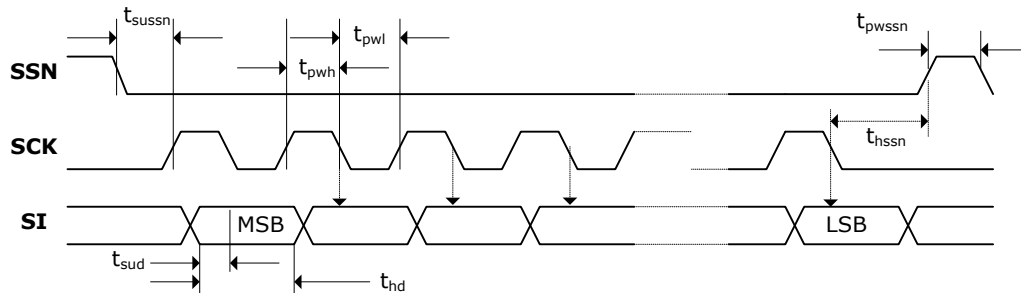 t_sussn
t_pwl
t_pwssn
t_pwh
SSN
t_hssn
SCK
SI
MSB
LSB
t_sud
t_hd